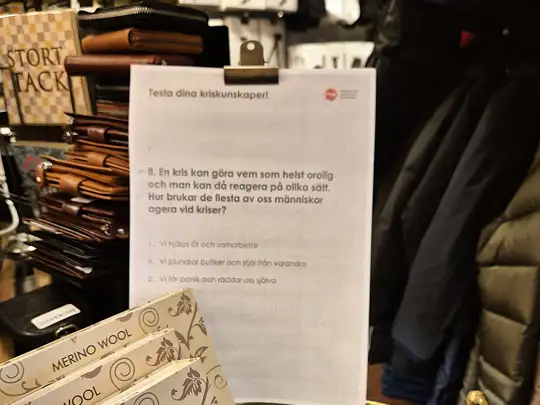 STORT
TACK
Testa dina kriskunskaper!
8. En kris kan göra vem som helst orolig
och man kan då reagera på olika sätt.
Hur brukar de flesta av oss människor
agera vid kriser?
1. Vi hjälps åt och samarbetar
X. Vi plundrar butiker och stjäl från varandra
2. Vi får panik och räddar oss själva
MERINO WOOL
WOOL